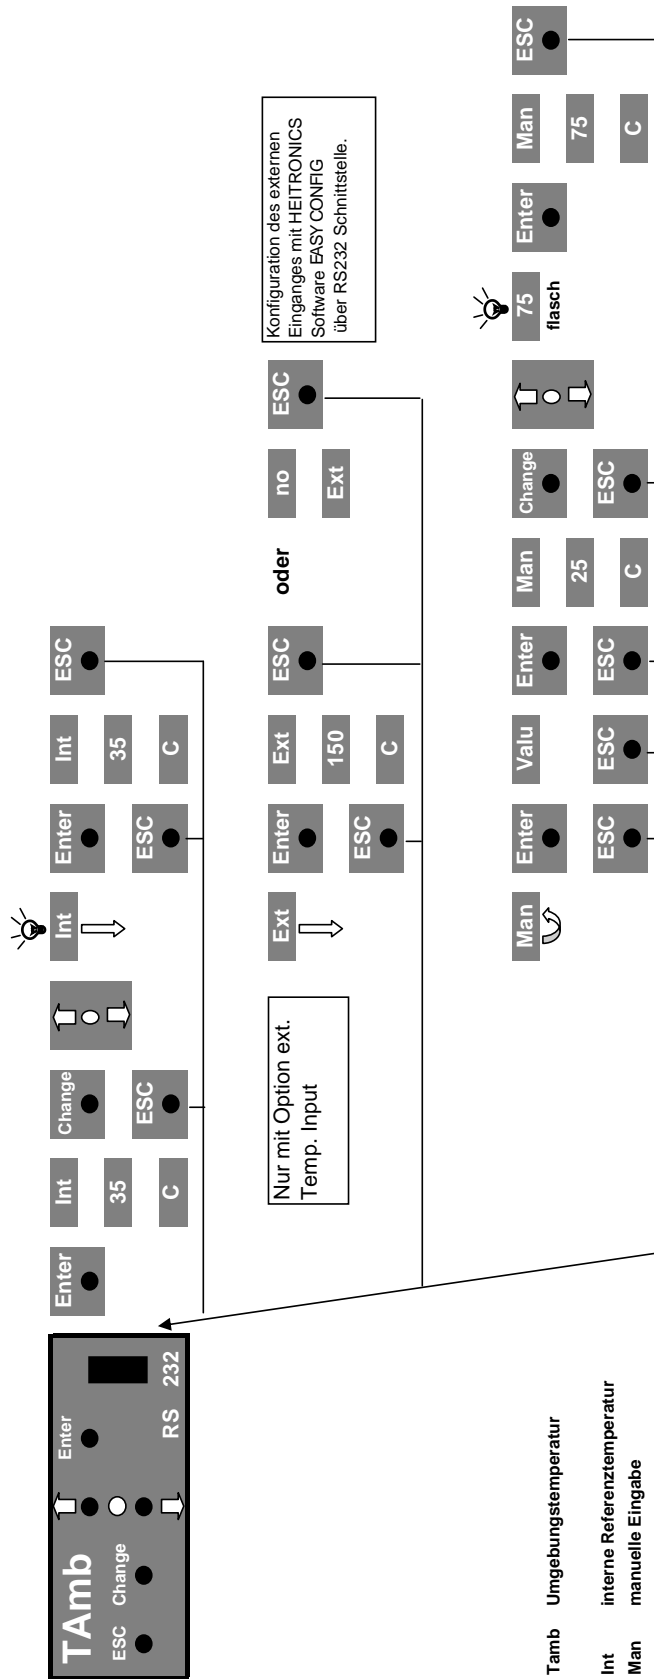 TAmb
ESC Change
Enter
RS 232
Enter
Int
35
C
Change
ESC
Int
Enter
ESC
Int
35
C
ESC
Nur mit Option ext.
Temp. Input
Ext
Enter
ESC
Ext
150
C
ESC
oder
no
Ext
ESC
Konfiguration des externen
Einganges mit HEITRONICS
Software EASY CONFIG
über RS232 Schnittstelle.
Man
Enter
ESC
Valu
ESC
Enter
ESC
Man
25
C
Change
ESC
75
flasch
Enter
Man
75
C
ESC
Tamb Umgebungstemperatur
Int interne Referenztemperatur
Man manuelle Eingabe